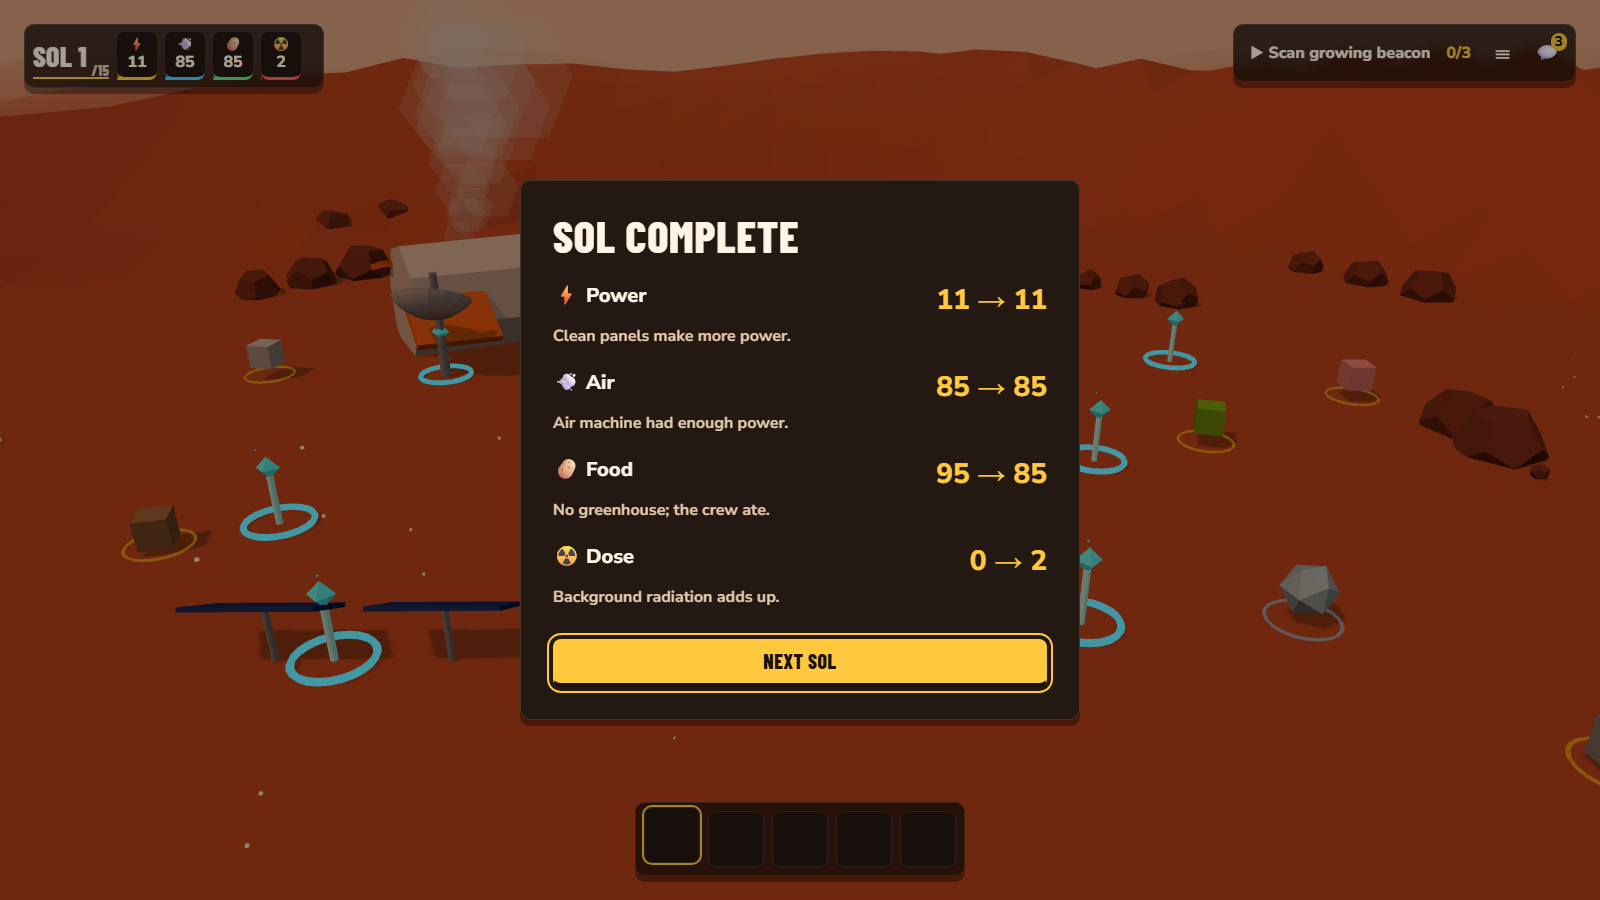 SOL 1 /15
11
85
85
2
▶ Scan growing beacon 0/3
3
SOL COMPLETE
Power 11 → 11
Clean panels make more power.
Air 85 → 85
Air machine had enough power.
Food 95 → 85
No greenhouse; the crew ate.
Dose 0 → 2
Background radiation adds up.
NEXT SOL